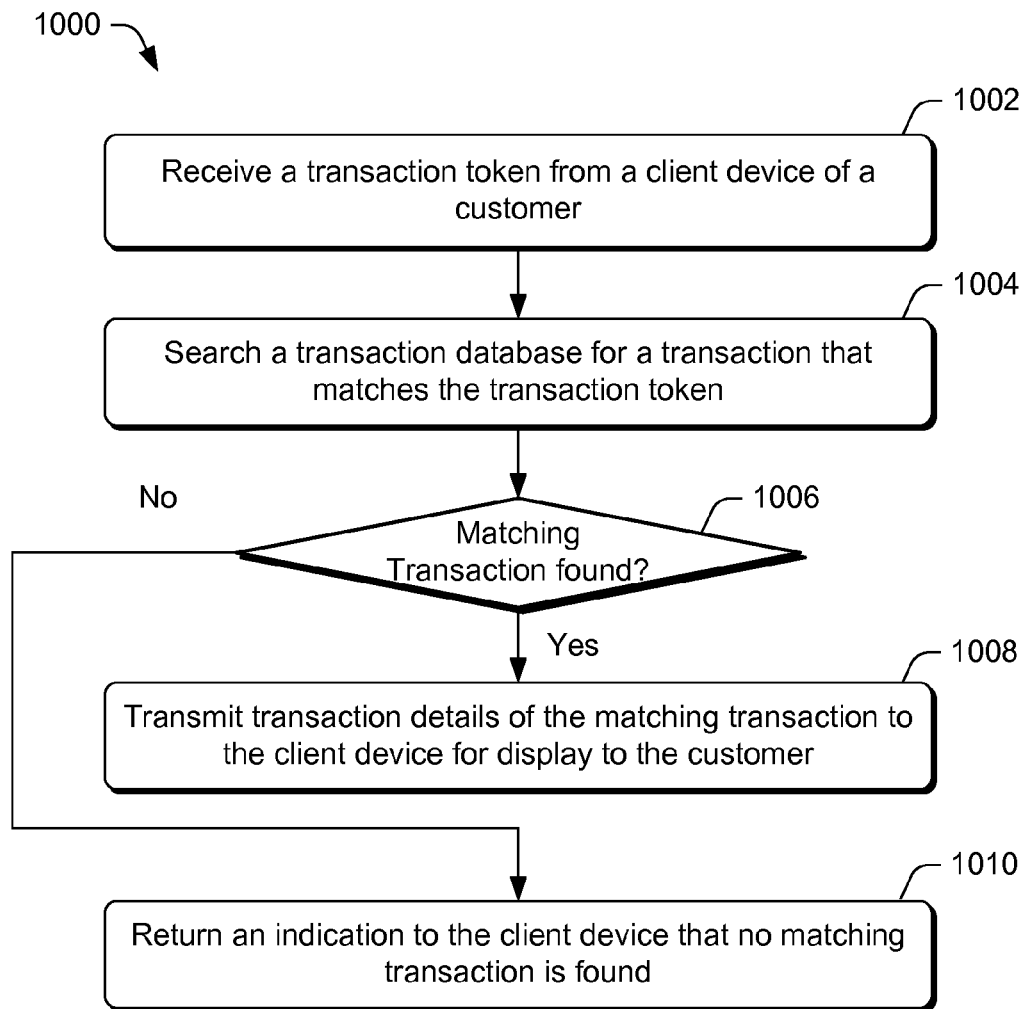 1000
1002
Receive a transaction token from a client device of a
customer
1004
Search a transaction database for a transaction that
matches the transaction token
No
1006
Matching
Transaction found?
Yes
1008
Transmit transaction details of the matching transaction to
the client device for display to the customer
1010
Return an indication to the client device that no matching
transaction is found